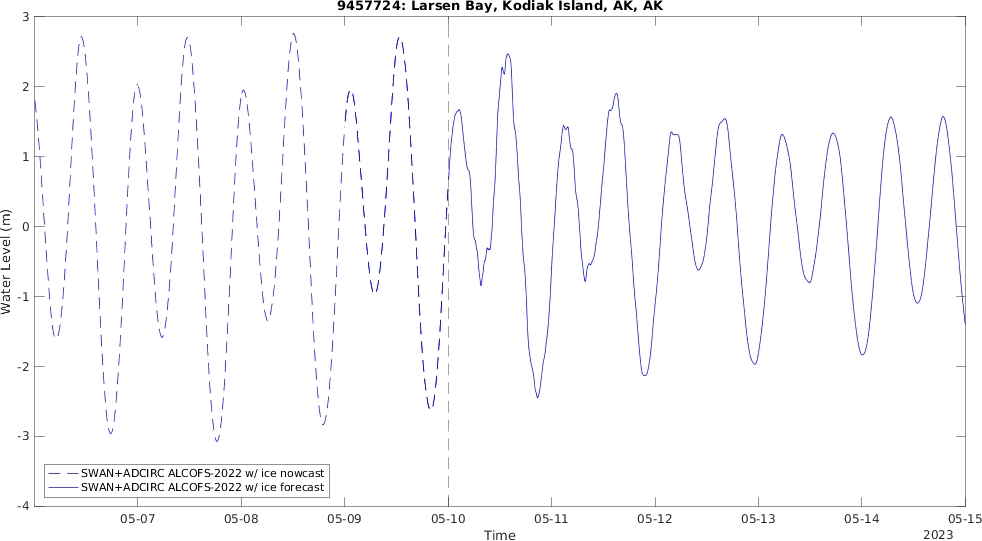 9457724: Larsen Bay, Kodiak Island, AK, AK
3
2
1
0
-1
-2
-3
-4
Water Level (m)
SWAN+ADCIRC ALCOFS-2022 w/ ice nowcast
SWAN+ADCIRC ALCOFS-2022 w/ ice forecast
05-07 05-08 05-09 05-10 05-11 05-12 05-13 05-14 05-15
Time
2023